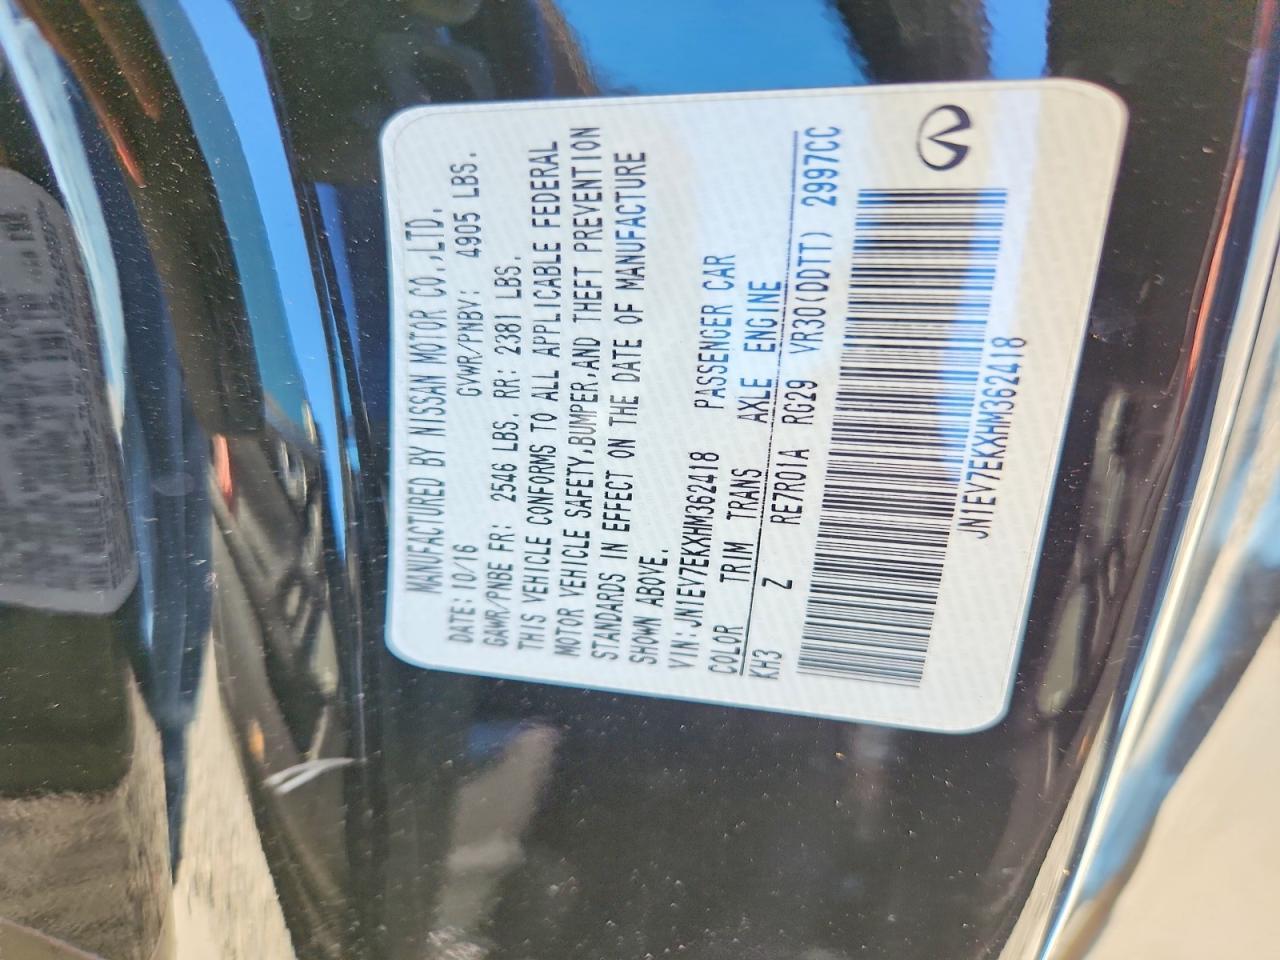 MANUFACTURED BY NISSAN MOTOR CO.,LTD.
DATE: 10/16 GVWR/PNBV: 4905 LBS.
GAWR/PNBE FR: 2546 LBS. RR: 2381 LBS.
THIS VEHICLE CONFORMS TO ALL APPLICABLE FEDERAL
MOTOR VEHICLE SAFETY,BUMPER,AND THEFT PREVENTION
STANDARDS IN EFFECT ON THE DATE OF MANUFACTURE
SHOWN ABOVE.
VIN: JN1EV7EKXHM362418 PASSENGER CAR
COLOR TRIM TRANS AXLE ENGINE
KH3 Z RE7R01A RG29 VR30(DDTT) 2997CC
JN1EV7EKXHM362418